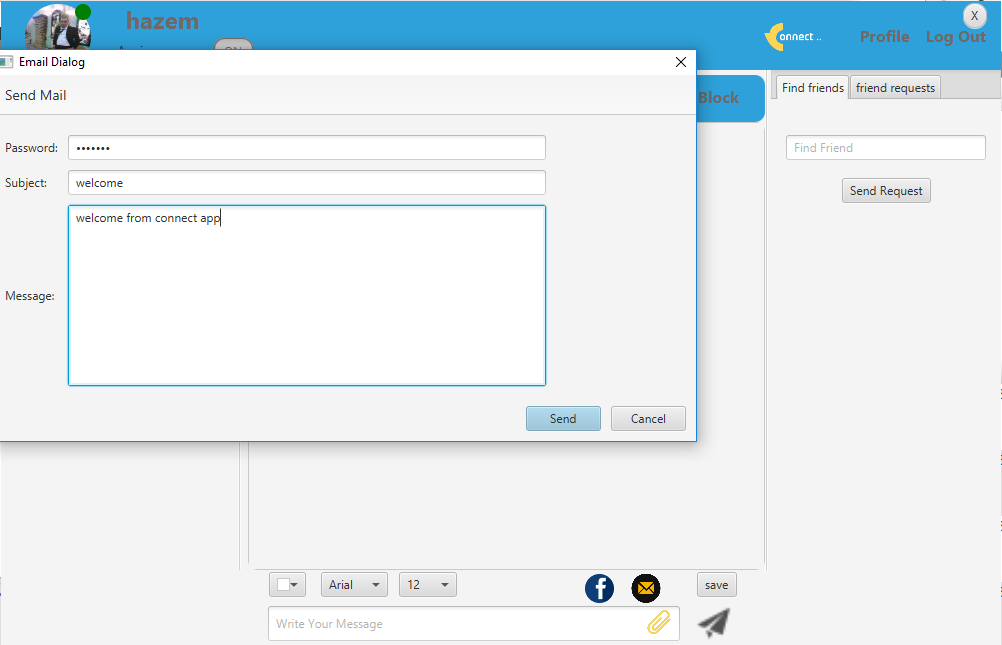 hazem
X
onnect ..
Profile
Log Out
Email Dialog
Send Mail
Block
Find friends
friend requests
Password: •••••••
Find Friend
Subject: welcome
Send Request
welcome from connect app
Message:
Send
Cancel
Arial
12
save
Write Your Message